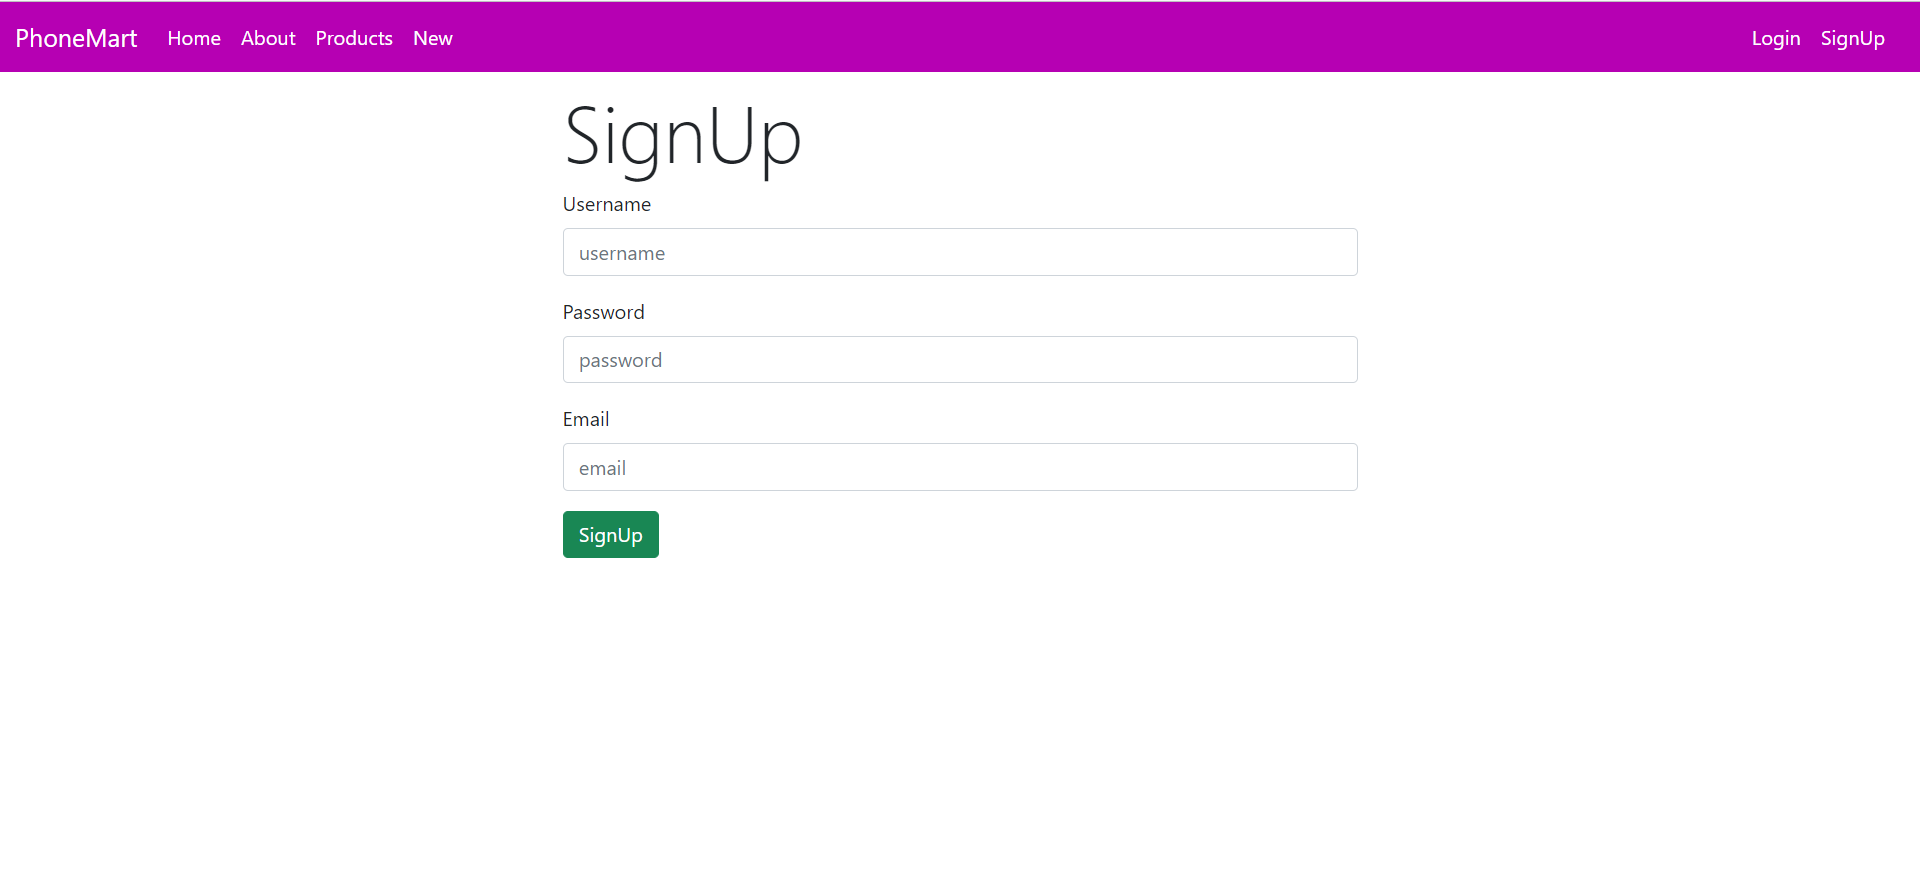 PhoneMart Home About Products New Login SignUp
SignUp
Username
username
Password
password
Email
email
SignUp